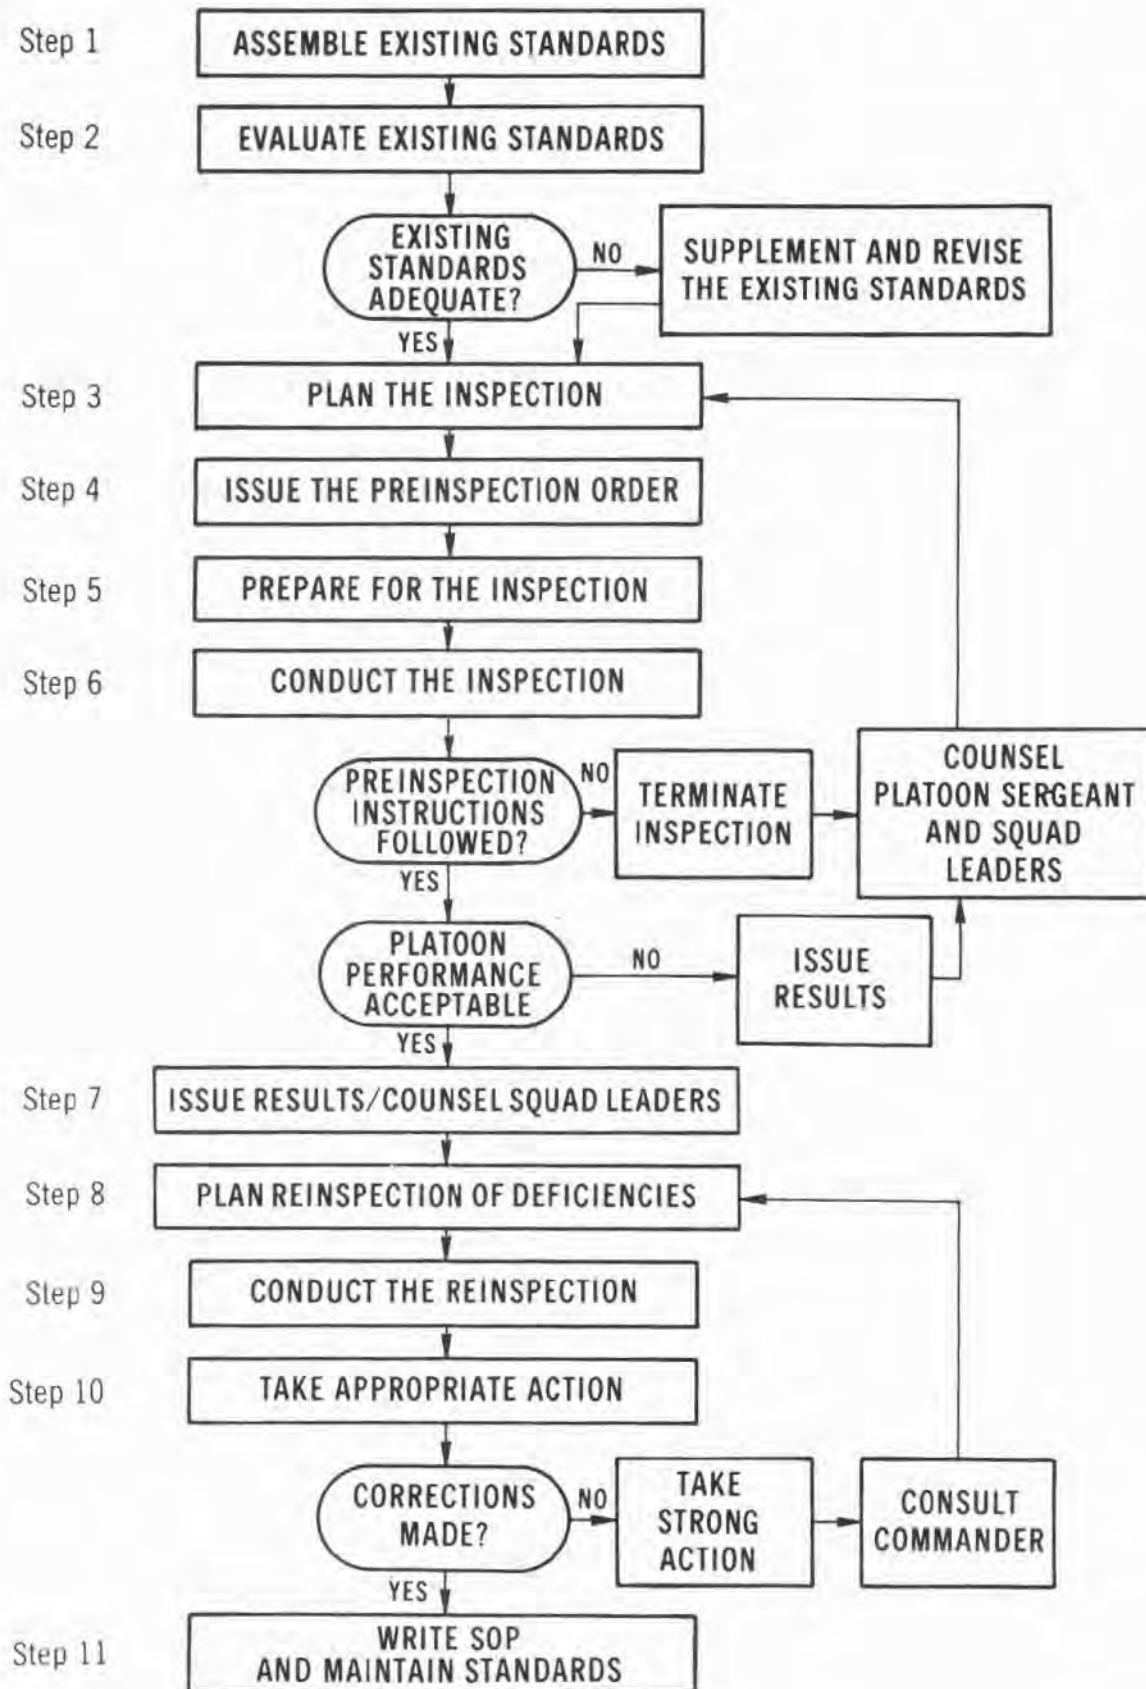 Step 1
ASSEMBLE EXISTING STANDARDS
Step 2
EVALUATE EXISTING STANDARDS
EXISTING
STANDARDS
ADEQUATE?
NO
SUPPLEMENT AND REVISE
THE EXISTING STANDARDS
YES
Step 3
PLAN THE INSPECTION
Step 4
ISSUE THE PREINSPECTION ORDER
Step 5
PREPARE FOR THE INSPECTION
Step 6
CONDUCT THE INSPECTION
PREINSPECTION
INSTRUCTIONS
FOLLOWED?
NO
TERMINATE
INSPECTION
COUNSEL
PLATOON SERGEANT
AND SQUAD
LEADERS
YES
PLATOON
PERFORMANCE
ACCEPTABLE
NO
ISSUE
RESULTS
YES
Step 7
ISSUE RESULTS/COUNSEL SQUAD LEADERS
Step 8
PLAN REINSPECTION OF DEFICIENCIES
Step 9
CONDUCT THE REINSPECTION
Step 10
TAKE APPROPRIATE ACTION
CORRECTIONS
MADE?
NO
TAKE
STRONG
ACTION
CONSULT
COMMANDER
YES
Step 11
WRITE SOP
AND MAINTAIN STANDARDS